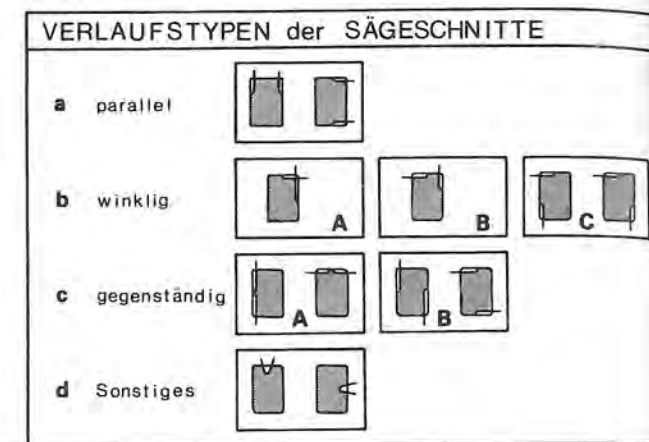 VERLAUFSTYPEN der SÄGESCHNITTE
a parallel
b winklig A B C
c gegenständig A B
d Sonstiges